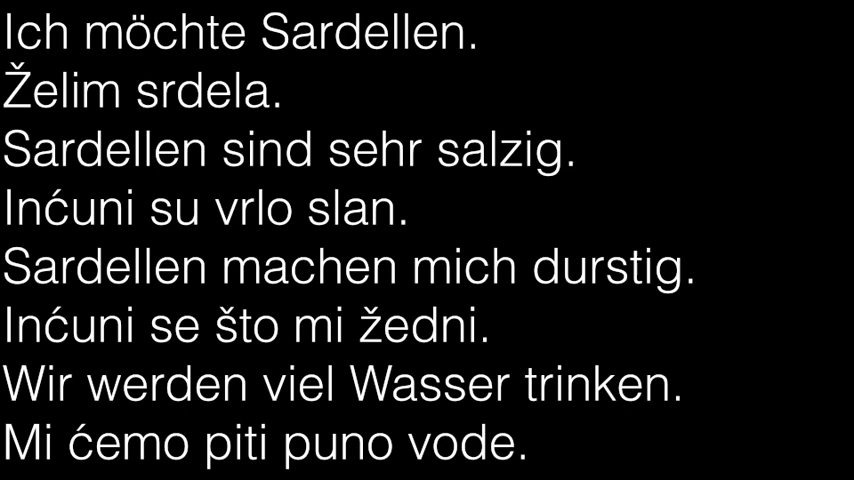 Ich möchte Sardellen.
Želim srdela.
Sardellen sind sehr salzig.
Inćuni su vrlo slan.
Sardellen machen mich durstig.
Inćuni se što mi žedni.
Wir werden viel Wasser trinken.
Mi ćemo piti puno vode.